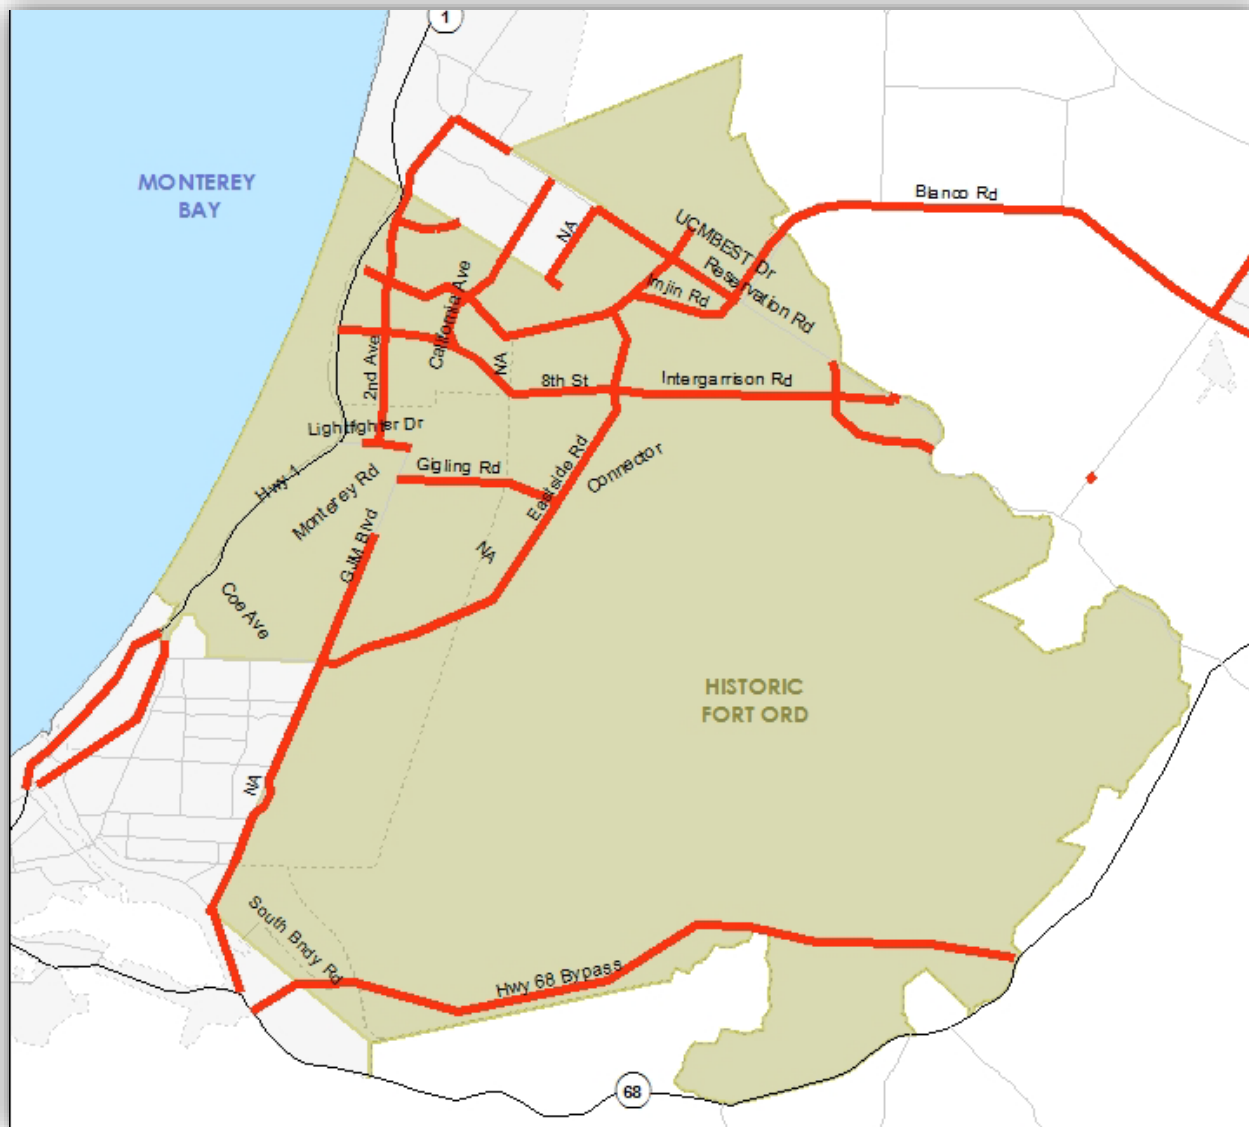 1
MONTEREY
BAY
Blanco Rd
UCMBEST Dr
NA
Reservation Rd
Imjin Rd
California Ave
2nd Ave
NA
8th St
Intergarrison Rd
Lightfighter Dr
Gigling Rd
Eastside Rd
Connector
Hwy 1
Monterey Rd
GJM Blvd
NA
Coe Ave
HISTORIC
FORT ORD
NA
South Bndy Rd
Hwy 68 Bypass
68